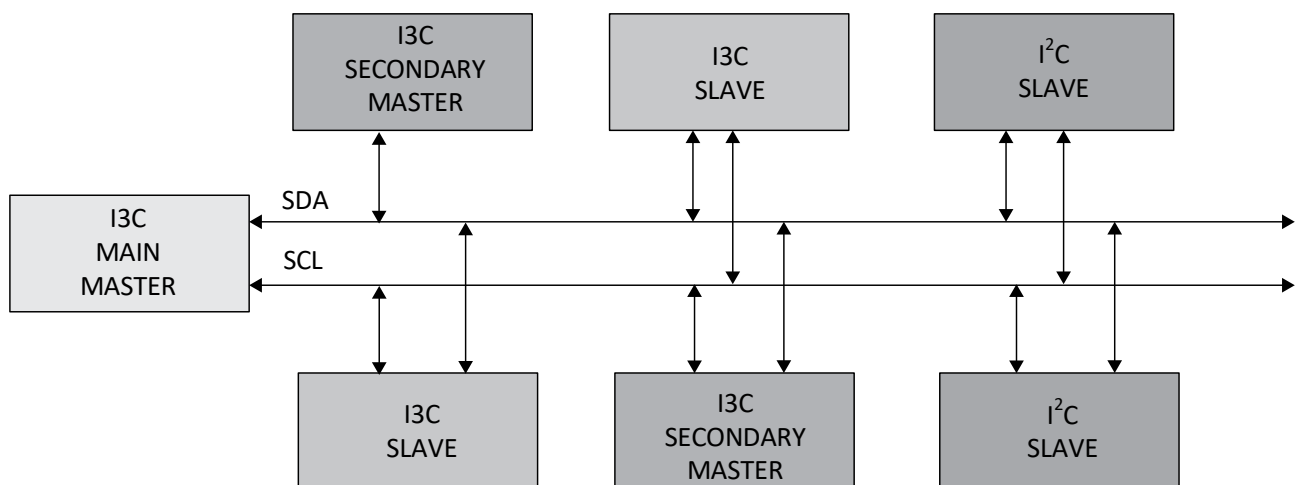 I3C
SECONDARY
MASTER
I3C
SLAVE
I²C
SLAVE
I3C
MAIN
MASTER
SDA
SCL
I3C
SLAVE
I3C
SECONDARY
MASTER
I²C
SLAVE